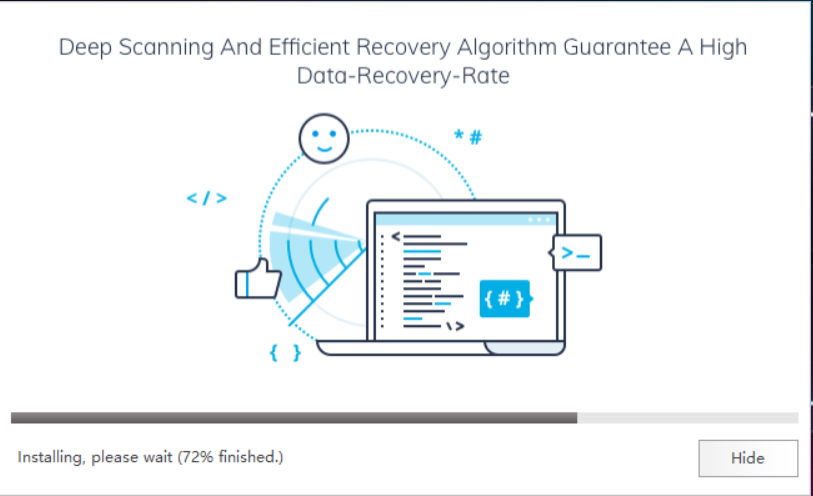 Deep Scanning And Efficient Recovery Algorithm Guarantee A High
Data-Recovery-Rate
* #
</>
<
>_
{#}
\>
{ }
Installing, please wait (72% finished.)
Hide